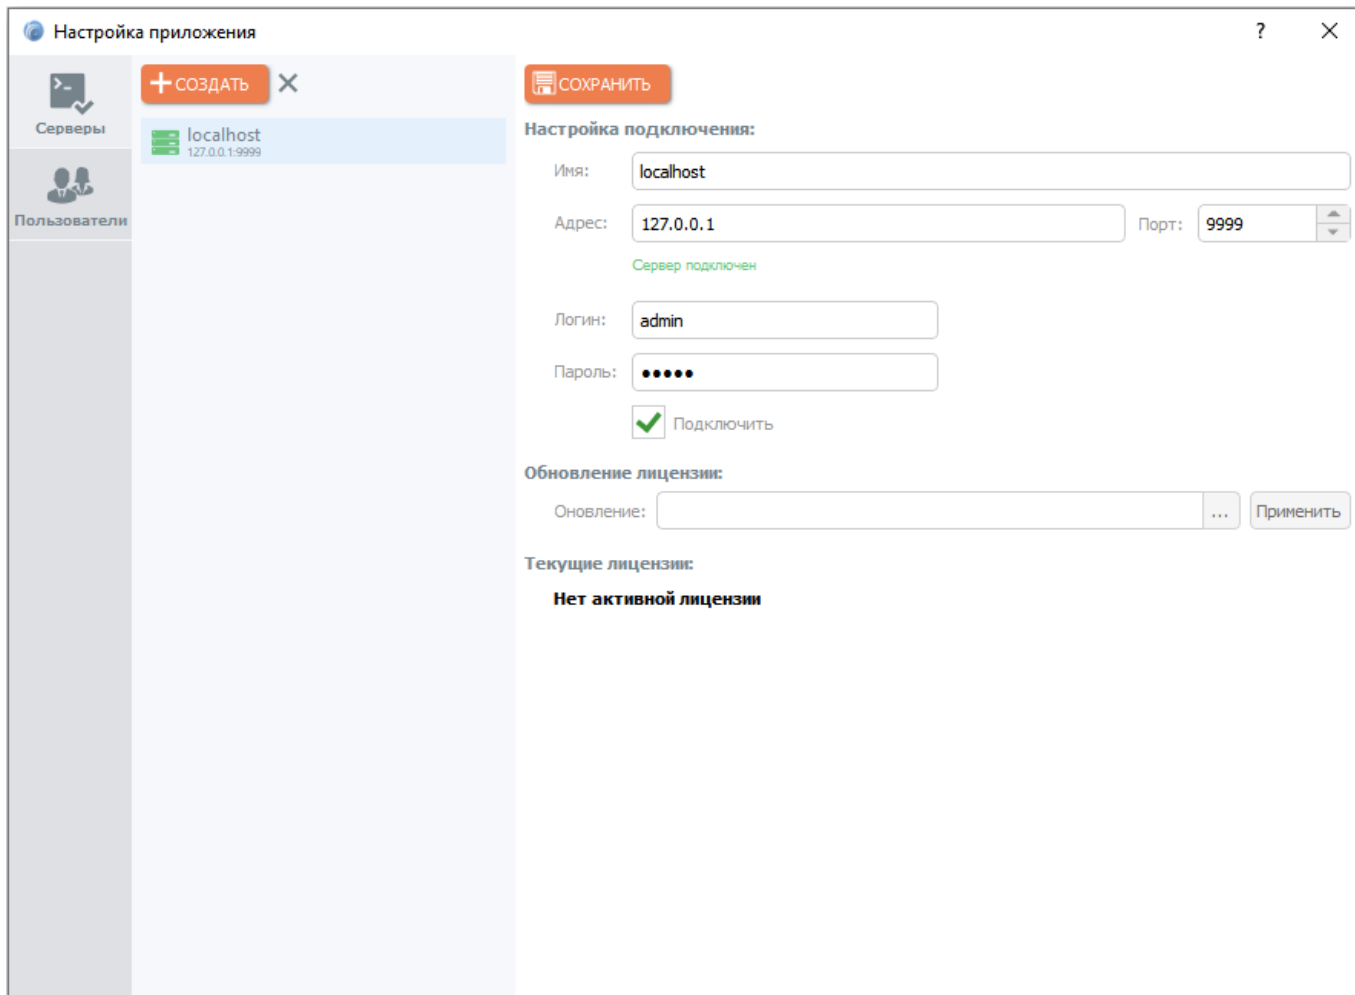 Настройка приложения
?
Серверы
Пользователи
СОЗДАТЬ
localhost
127.0.0.1:9999
СОХРАНИТЬ
Настройка подключения:
Имя: localhost
Адрес: 127.0.0.1 Порт: 9999
Сервер подключен
Логин: admin
Пароль: •••••
Подключить
Обновление лицензии:
Оновление: ... Применить
Текущие лицензии:
Нет активной лицензии